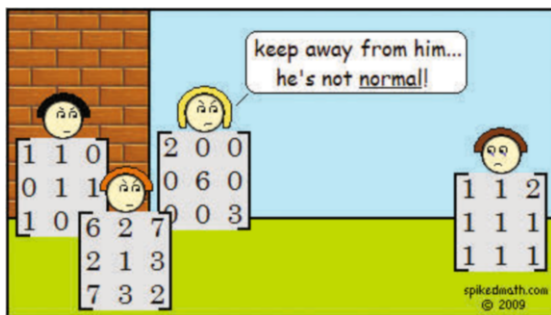 keep away from him...
he's not normal!
1 1 0
0 1 1
1 0
2 0 0
0 6 0
0 0 3
6 2 7
2 1 3
7 3 2
1 1 2
1 1 1
1 1 1
spikedmath.com
© 2009